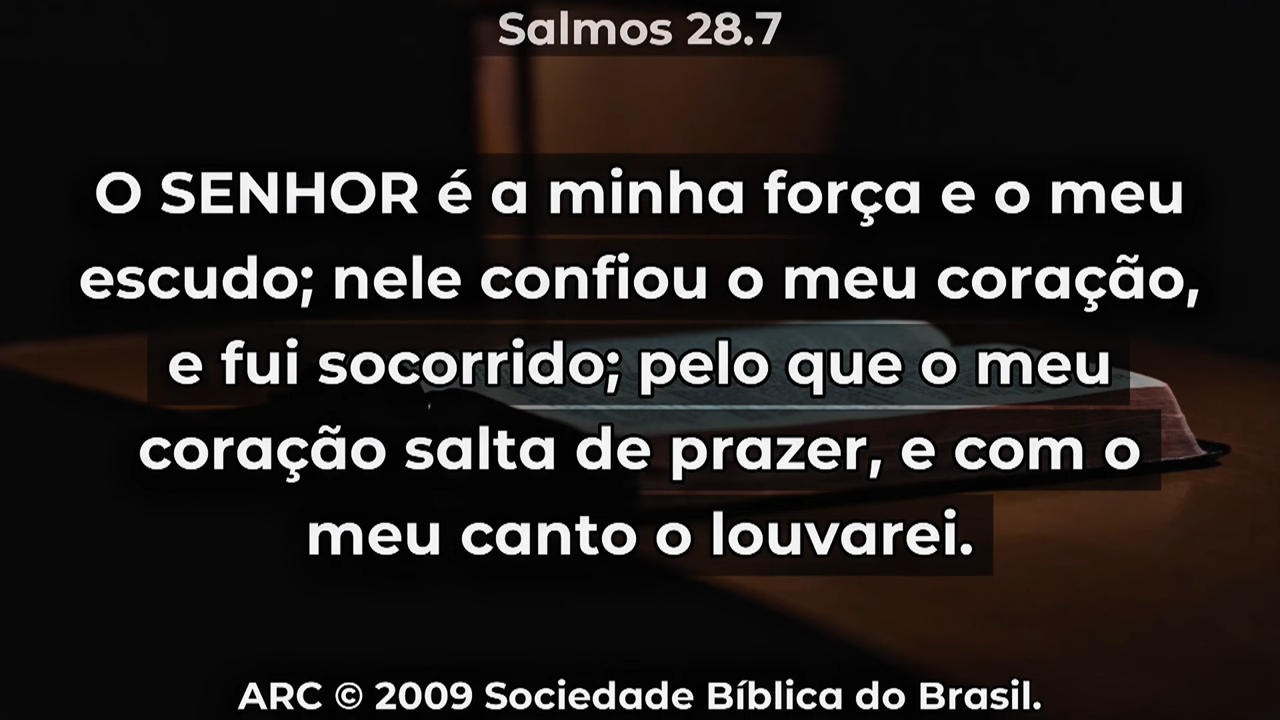 Salmos 28.7
O SENHOR é a minha força e o meu
escudo; nele confiou o meu coração,
e fui socorrido; pelo que o meu
coração salta de prazer, e com o
meu canto o louvarei.
ARC © 2009 Sociedade Bíblica do Brasil.